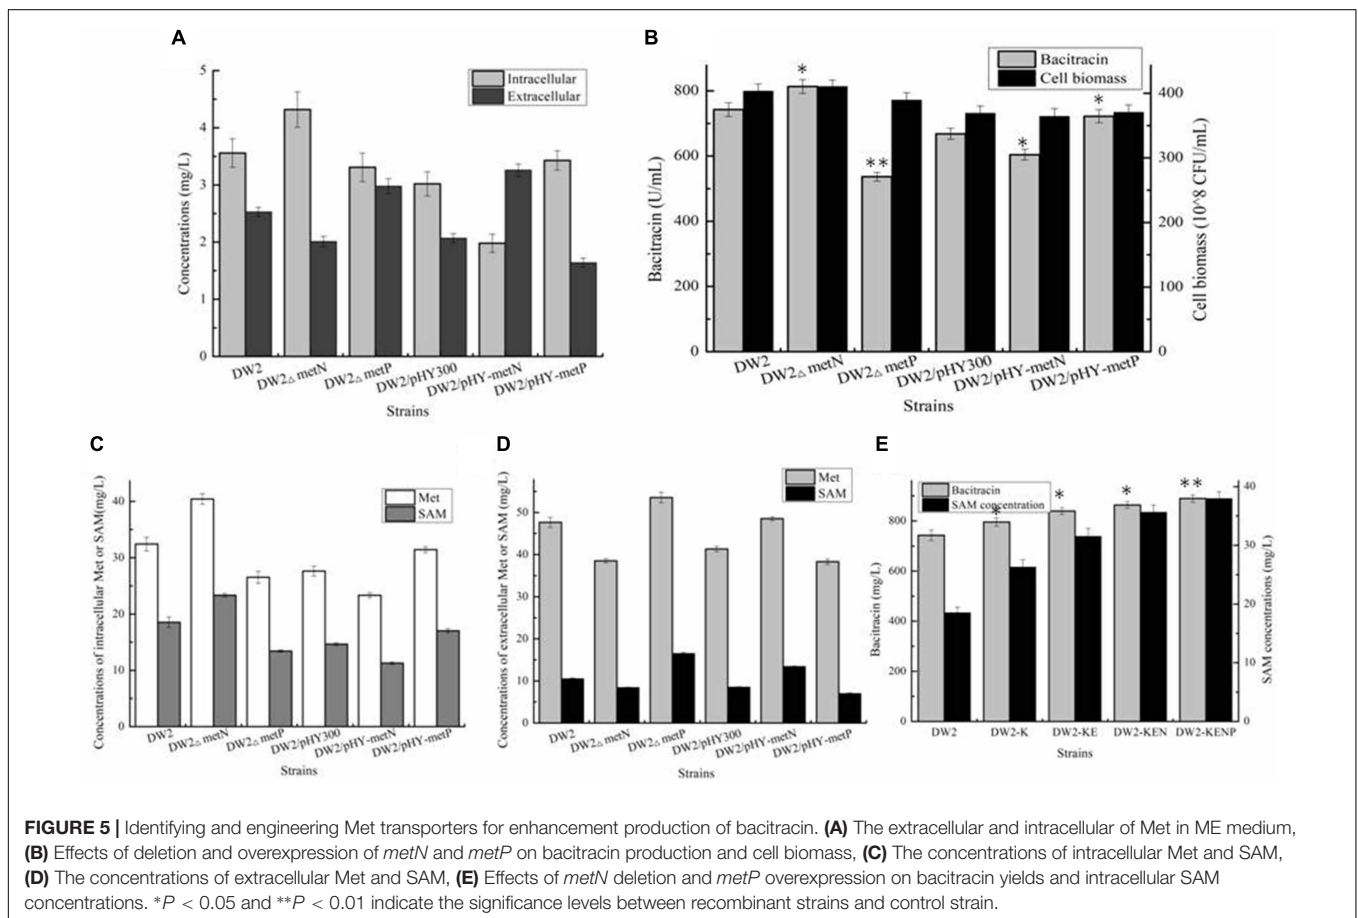 A
5
4
3
2
1
0
Concentrations (mg/L)
Intracellular
Extracellular
DW2
DW2△ metN
DW2△ metP
DW2/pHY300
DW2/pHY-metN
DW2/pHY-metP
Strains
B
800
600
400
200
0
Bacitracin (U/mL)
Bacitracin
Cell biomass
*
**
*
*
400
300
200
100
0
Cell biomass (10^8 CFU/mL)
DW2
DW2△ metN
DW2△ metP
DW2/pHY300
DW2/pHY-metN
DW2/pHY-metP
Strains
C
40
30
20
10
0
Concentrations of intracellular Met or SAM(mg/L)
Met
SAM
DW2
DW2△ metN
DW2△ metP
DW2/pHY300
DW2/pHY-metN
DW2/pHY-metP
Strains
D
50
40
30
20
10
0
Concentrations of extracellular Met or SAM (mg/L)
Met
SAM
DW2
DW2△ metN
DW2△ metP
DW2/pHY300
DW2/pHY-metN
DW2/pHY-metP
Strains
E
800
600
400
200
0
Bacitracin (mg/L)
Bacitracin
SAM concentration
*
*
*
**
40
30
20
10
0
SAM concentrations (mg/L)
DW2
DW2-K
DW2-KE
DW2-KEN
DW2-KENP
Strains
FIGURE 5 | Identifying and engineering Met transporters for enhancement production of bacitracin. (A) The extracellular and intracellular of Met in ME medium,
(B) Effects of deletion and overexpression of metN and metP on bacitracin production and cell biomass, (C) The concentrations of intracellular Met and SAM,
(D) The concentrations of extracellular Met and SAM, (E) Effects of metN deletion and metP overexpression on bacitracin yields and intracellular SAM
concentrations. *P < 0.05 and **P < 0.01 indicate the significance levels between recombinant strains and control strain.